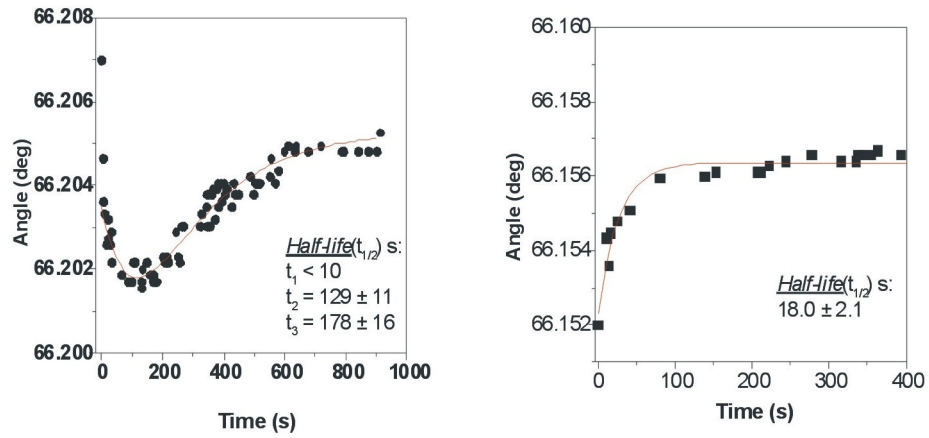 66.208
66.206
66.204
66.202
66.200
Angle (deg)
Half-life(t1/2) s:
t1 < 10
t2 = 129 ± 11
t3 = 178 ± 16
0 200 400 600 800 1000
Time (s)
66.160
66.158
66.156
66.154
66.152
Angle (deg)
Half-life(t1/2) s:
18.0 ± 2.1
0 100 200 300 400
Time (s)